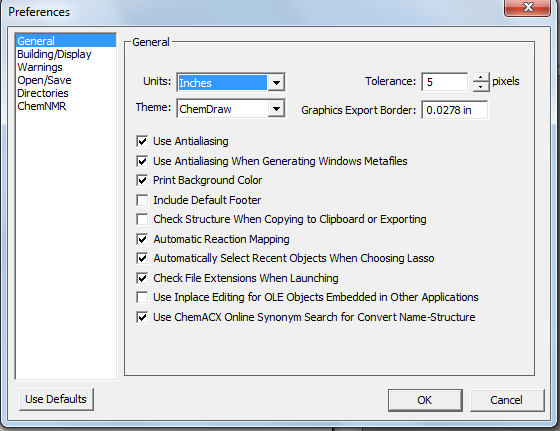 Preferences
General
Building/Display
Warnings
Open/Save
Directories
ChemNMR
General
Units: Inches Tolerance: 5 pixels
Theme: ChemDraw Graphics Export Border: 0.0278 in
Use Antialiasing
Use Antialiasing When Generating Windows Metafiles
Print Background Color
Include Default Footer
Check Structure When Copying to Clipboard or Exporting
Automatic Reaction Mapping
Automatically Select Recent Objects When Choosing Lasso
Check File Extensions When Launching
Use Inplace Editing for OLE Objects Embedded in Other Applications
Use ChemACX Online Synonym Search for Convert Name-Structure
Use Defaults OK Cancel